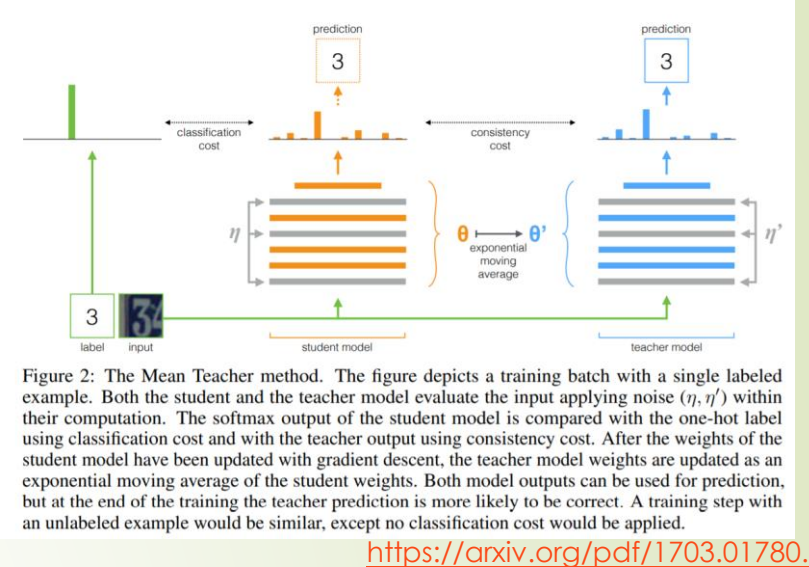 prediction
prediction
3
3
classification
cost
consistency
cost
η
θ
θ'
η'
exponential
moving
average
3
34
label
input
student model
teacher model
Figure 2: The Mean Teacher method. The figure depicts a training batch with a single labeled
example. Both the student and the teacher model evaluate the input applying noise (η, η′) within
their computation. The softmax output of the student model is compared with the one-hot label
using classification cost and with the teacher output using consistency cost. After the weights of the
student model have been updated with gradient descent, the teacher model weights are updated as an
exponential moving average of the student weights. Both model outputs can be used for prediction,
but at the end of the training the teacher prediction is more likely to be correct. A training step with
an unlabeled example would be similar, except no classification cost would be applied.
https://arxiv.org/pdf/1703.01780.